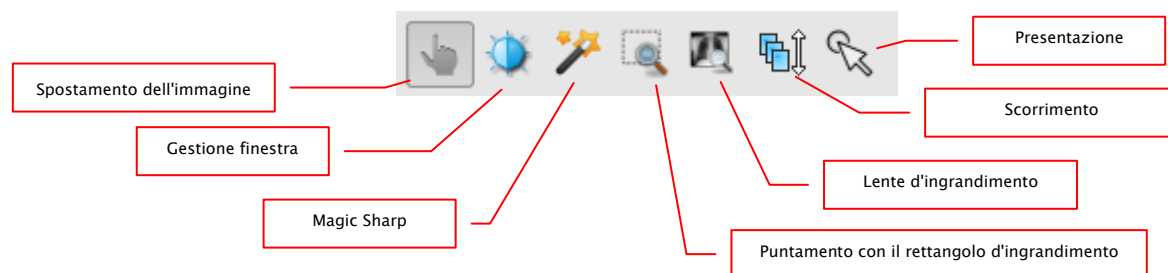 Presentazione
Spostamento dell'immagine
Scorrimento
Gestione finestra
Lente d'ingrandimento
Magic Sharp
Puntamento con il rettangolo d'ingrandimento